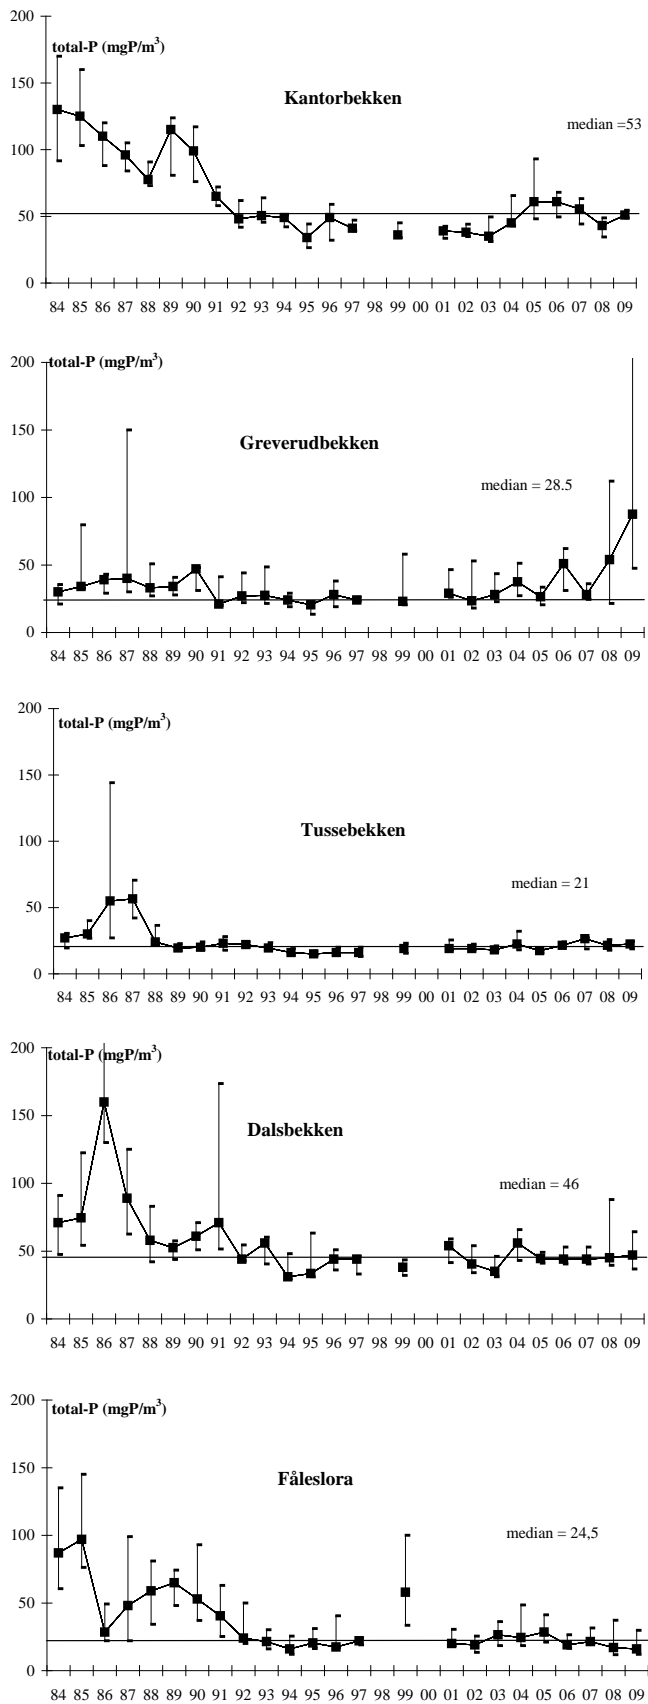 200
total-P (mgP/m³)
150
Kantorbekken
median =53
100
50
0
84 85 86 87 88 89 90 91 92 93 94 95 96 97 98 99 00 01 02 03 04 05 06 07 08 09
200
total-P (mgP/m³)
150
Greverudbekken
median = 28.5
100
50
0
84 85 86 87 88 89 90 91 92 93 94 95 96 97 98 99 00 01 02 03 04 05 06 07 08 09
200
total-P (mgP/m³)
150
Tussebekken
100
median = 21
50
0
84 85 86 87 88 89 90 91 92 93 94 95 96 97 98 99 00 01 02 03 04 05 06 07 08 09
200
total-P (mgP/m³)
150
Dalsbekken
median = 46
100
50
0
84 85 86 87 88 89 90 91 92 93 94 95 96 97 98 99 00 01 02 03 04 05 06 07 08 09
200
total-P (mgP/m³)
150
Fåleslora
median = 24,5
100
50
0
84 85 86 87 88 89 90 91 92 93 94 95 96 97 98 99 00 01 02 03 04 05 06 07 08 09